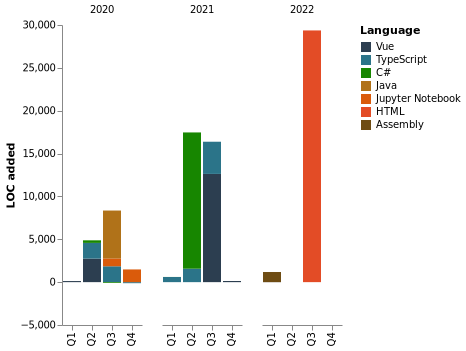 2020 2021 2022
LOC added
30,000
25,000
20,000
15,000
10,000
5,000
0
−5,000
Q1 Q2 Q3 Q4 Q1 Q2 Q3 Q4 Q1 Q2 Q3 Q4
Language
Vue
TypeScript
C#
Java
Jupyter Notebook
HTML
Assembly